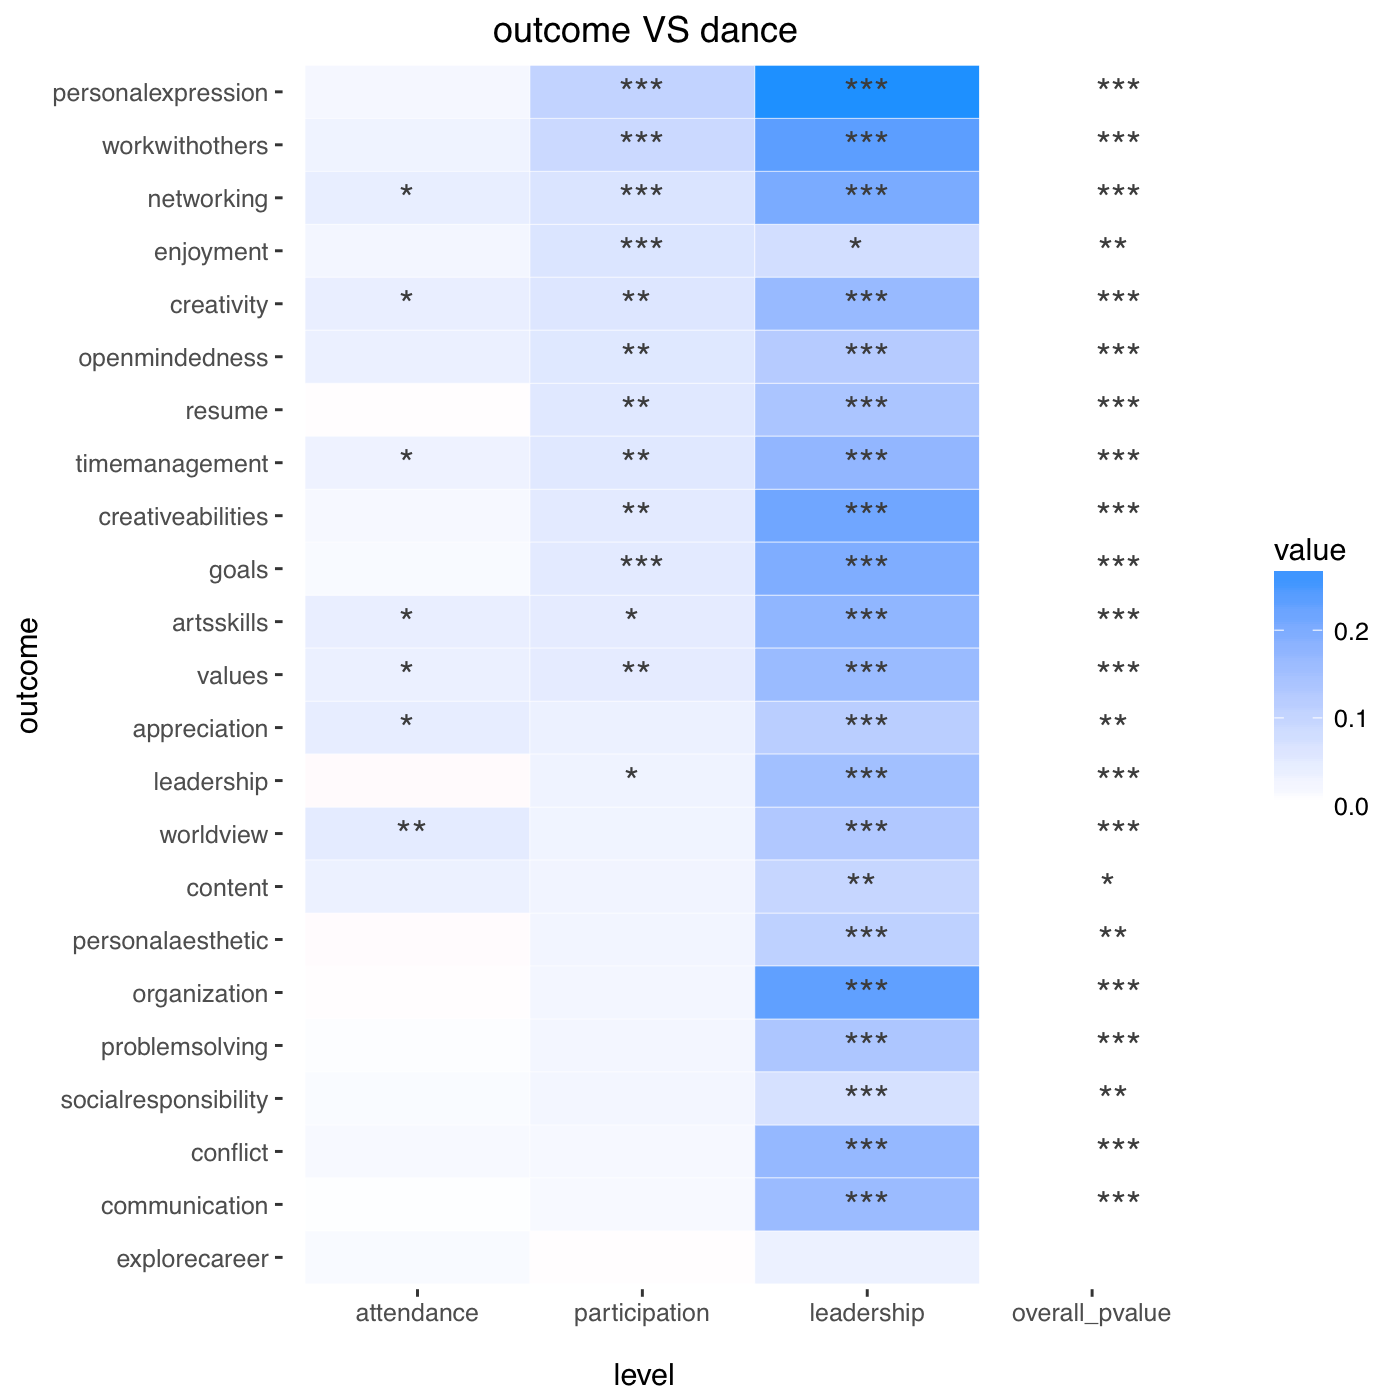 outcome VS dance
personalexpression *** *** ***
workwithothers *** *** ***
networking * *** *** ***
enjoyment *** * **
creativity * ** *** ***
openmindedness ** *** ***
resume ** *** ***
timemanagement * ** *** ***
creativeabilities ** *** ***
goals *** *** ***
artsskills * * *** ***
values * ** *** ***
appreciation * *** **
leadership * *** ***
worldview ** *** ***
content ** *
personalaesthetic *** **
organization *** ***
problemsolving *** ***
socialresponsibility *** **
conflict *** ***
communication *** ***
explorecareer
attendance participation leadership overall_pvalue
level
outcome
value
0.2
0.1
0.0